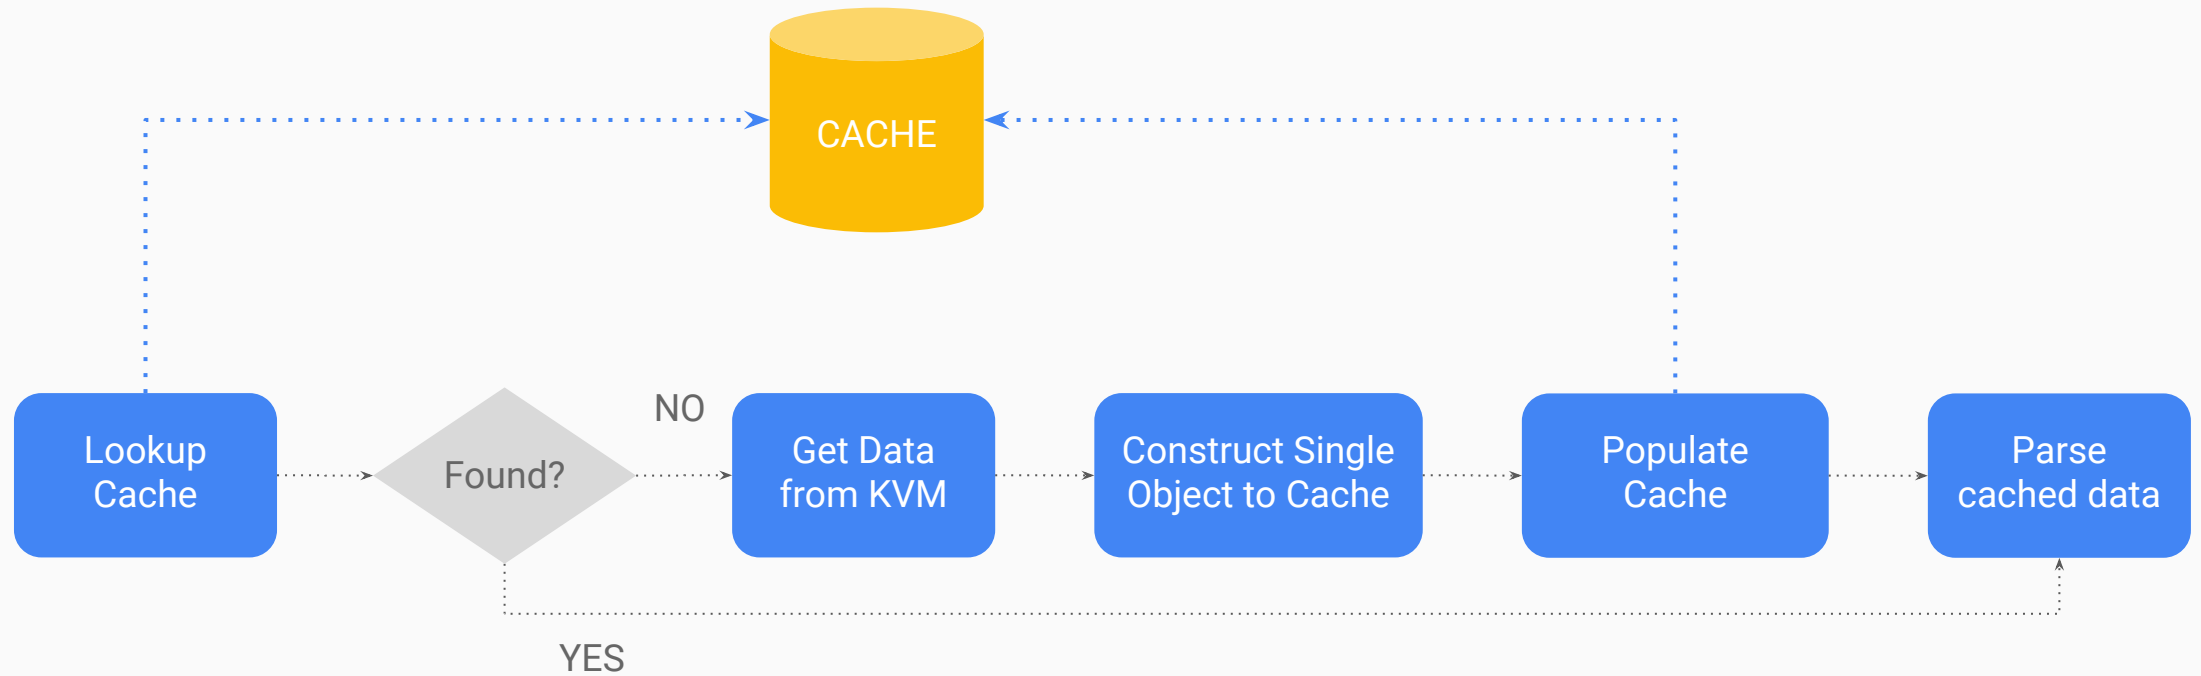 CACHE
Lookup
Cache
Found?
NO
YES
Get Data
from KVM
Construct Single
Object to Cache
Populate
Cache
Parse
cached data